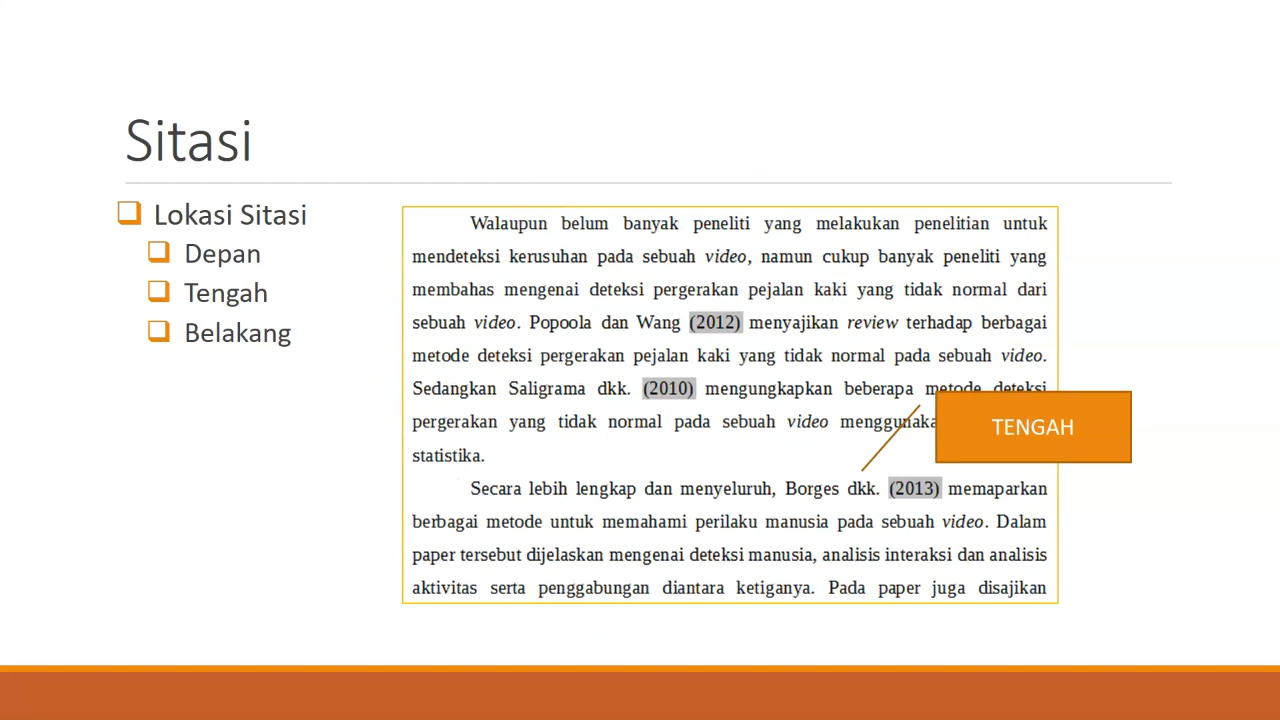 Sitasi
Lokasi Sitasi
Depan
Tengah
Belakang
Walaupun belum banyak peneliti yang melakukan penelitian untuk
mendeteksi kerusuhan pada sebuah video, namun cukup banyak peneliti yang
membahas mengenai deteksi pergerakan pejalan kaki yang tidak normal dari
sebuah video. Popoola dan Wang (2012) menyajikan review terhadap berbagai
metode deteksi pergerakan pejalan kaki yang tidak normal pada sebuah video.
Sedangkan Saligrama dkk. (2010) mengungkapkan beberapa metode deteksi
pergerakan yang tidak normal pada sebuah video menggunaka
statistika.
TENGAH
Secara lebih lengkap dan menyeluruh, Borges dkk. (2013) memaparkan
berbagai metode untuk memahami perilaku manusia pada sebuah video. Dalam
paper tersebut dijelaskan mengenai deteksi manusia, analisis interaksi dan analisis
aktivitas serta penggabungan diantara ketiganya. Pada paper juga disajikan